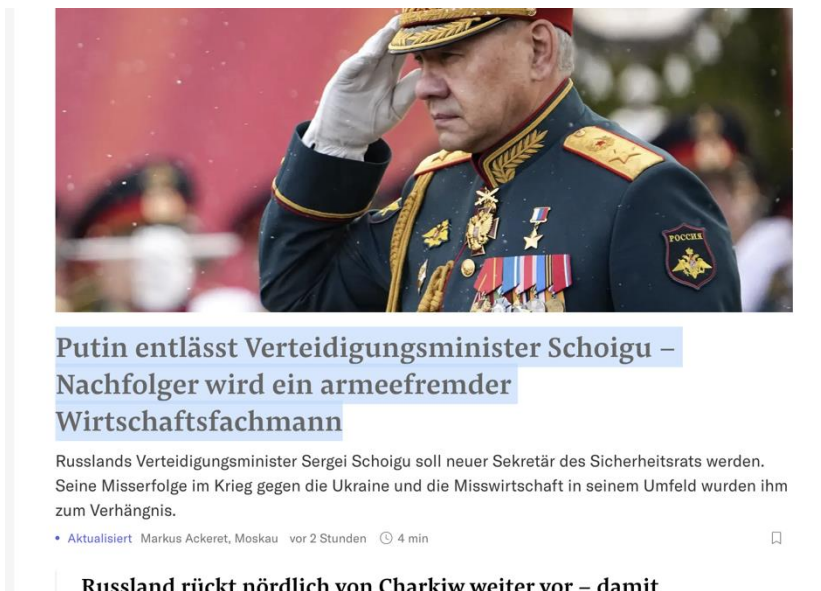 РОССИЯ
Putin entlässt Verteidigungsminister Schoigu –
Nachfolger wird ein armeefremder
Wirtschaftsfachmann
Russlands Verteidigungsminister Sergei Schoigu soll neuer Sekretär des Sicherheitsrats werden.
Seine Misserfolge im Krieg gegen die Ukraine und die Misswirtschaft in seinem Umfeld wurden ihm
zum Verhängnis.
• Aktualisiert Markus Ackeret, Moskau vor 2 Stunden 4 min
Russland rückt nördlich von Charkiw weiter vor – damit